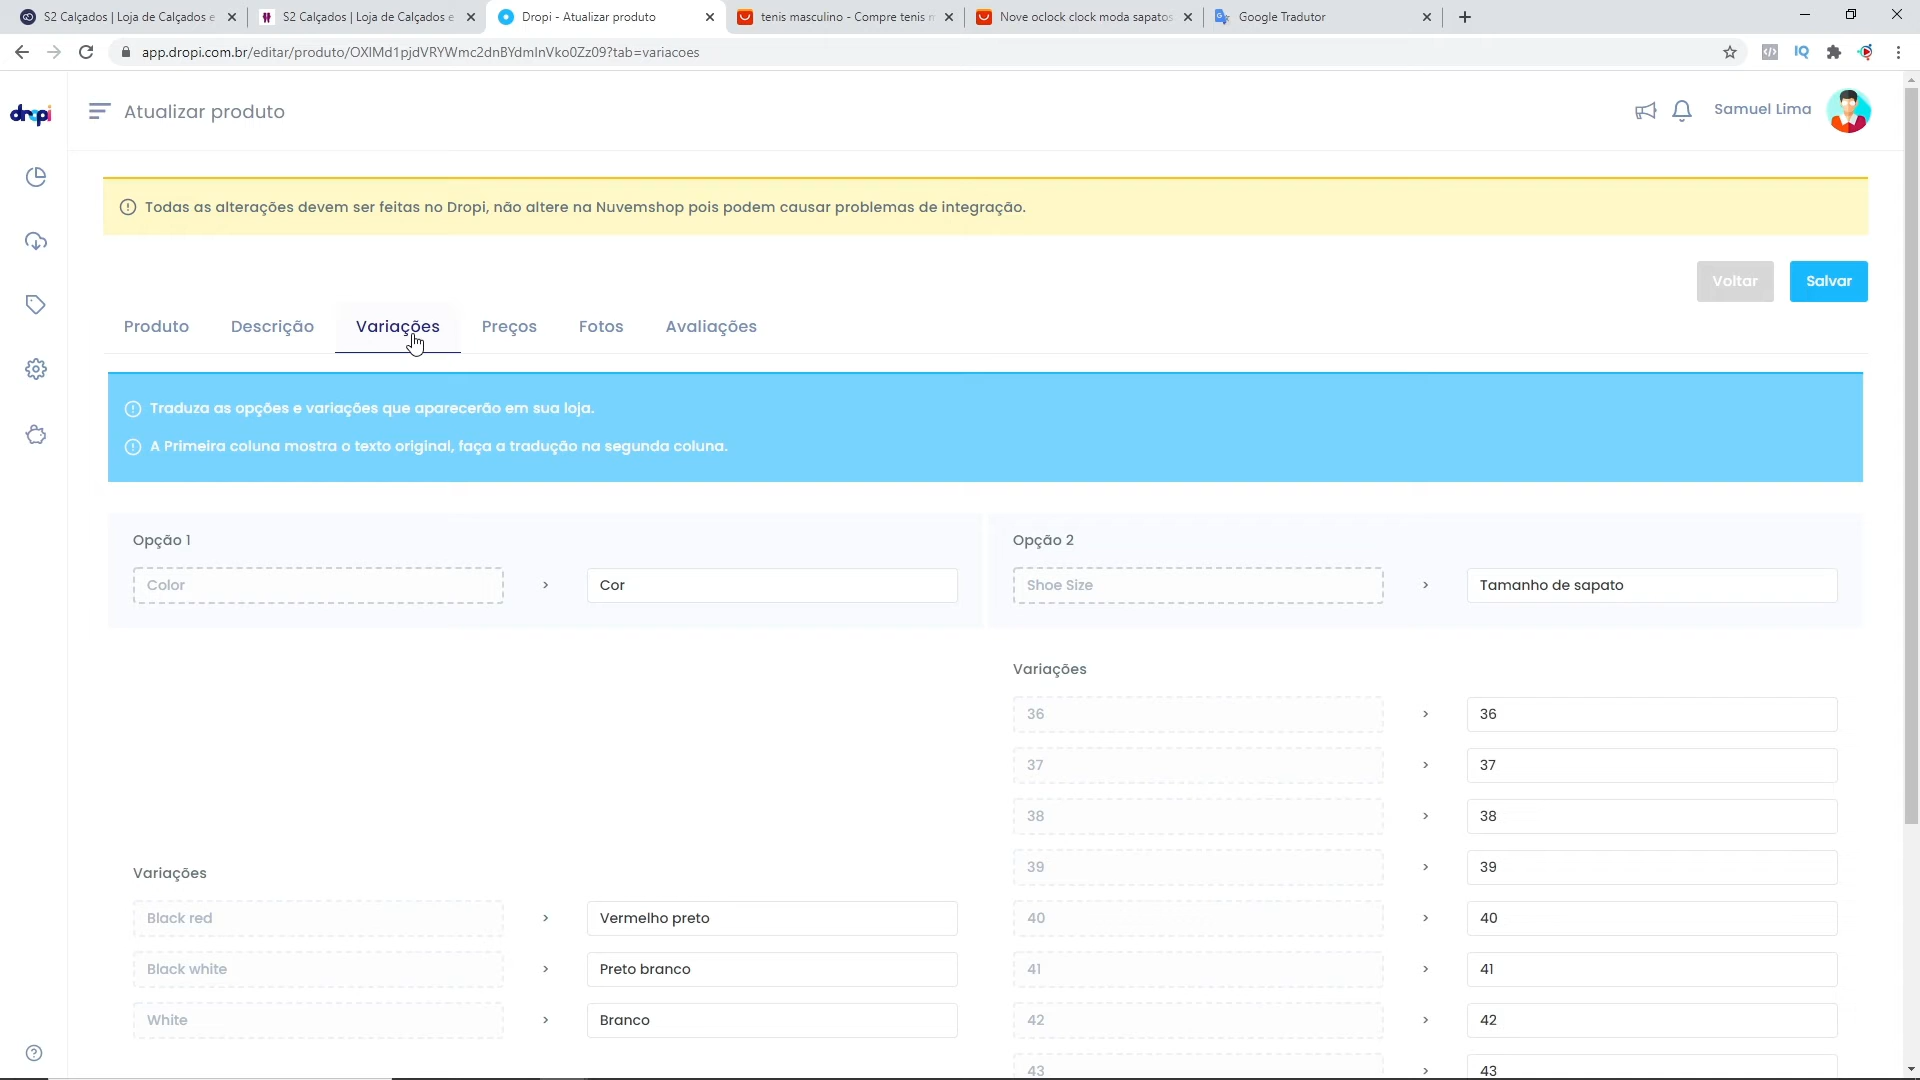 S2 Calçados | Loja de Calçados e
S2 Calçados | Loja de Calçados e
Dropi - Atualizar produto
tenis masculino - Compre tenis m
Nove oclock clock moda sapatos
Google Tradutor
app.dropi.com.br/editar/produto/OXlMd1pjdVRYWmc2dnBYdmlnVko0Zz09?tab=variacoes
IQ
dropi
Atualizar produto
Samuel Lima
Todas as alterações devem ser feitas no Dropi, não altere na Nuvemshop pois podem causar problemas de integração.
Voltar
Salvar
Produto
Descrição
Variações
Preços
Fotos
Avaliações
Traduza as opções e variações que aparecerão em sua loja.
A Primeira coluna mostra o texto original, faça a tradução na segunda coluna.
Opção 1
Color > Cor
Opção 2
Shoe Size > Tamanho de sapato
Variações
Black red > Vermelho preto
Black white > Preto branco
White > Branco
Variações
36 > 36
37 > 37
38 > 38
39 > 39
40 > 40
41 > 41
42 > 42
43 > 43